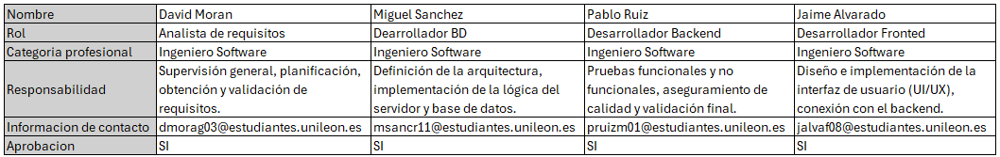 Nombre David Moran Miguel Sanchez Pablo Ruiz Jaime Alvarado
Rol Analista de requisitos Dearrollador BD Desarrollador Backend Desarrollador Fronted
Categoria profesional Ingeniero Software Ingeniero Software Ingeniero Software Ingeniero Software
Responsabilidad
Supervisión general, planificación,
obtención y validación de
requisitos.
Definición de la arquitectura,
implementación de la lógica del
servidor y base de datos.
Pruebas funcionales y no
funcionales, aseguramiento de
calidad y validación final.
Diseño e implementación de la
interfaz de usuario (UI/UX),
conexión con el backend.
Informacion de contacto dmorag03@estudiantes.unileon.es msancr11@estudiantes.unileon.es pruizm01@estudiantes.unileon.es jalvaf08@estudiantes.unileon.es
Aprobacion SI SI SI SI